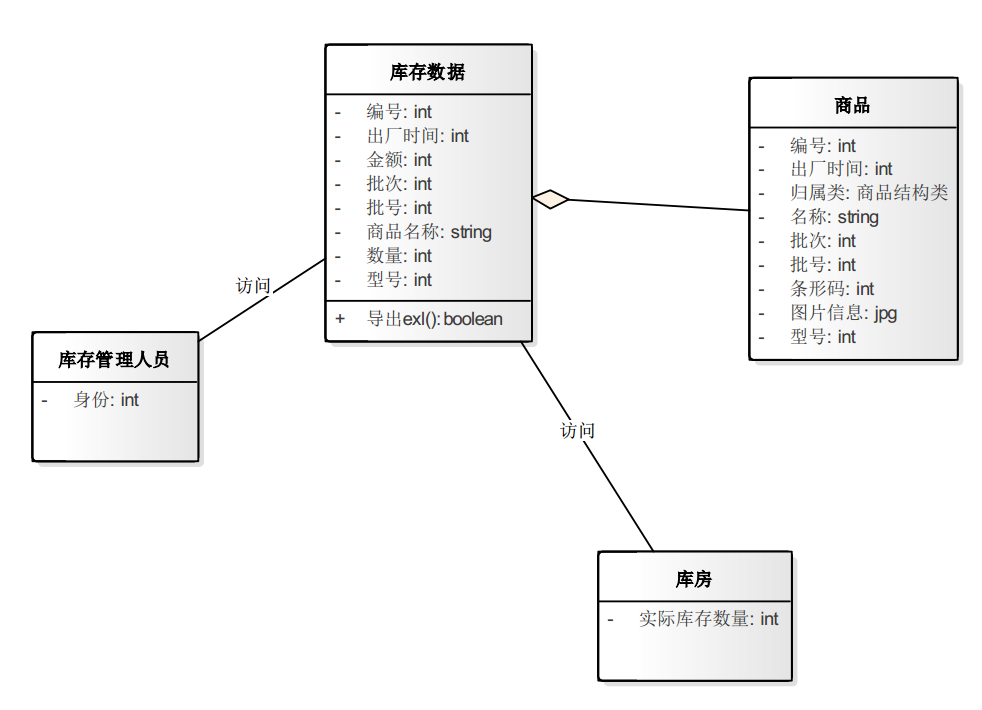 库存数据
- 编号: int
- 出厂时间: int
- 金额: int
- 批次: int
- 批号: int
- 商品名称: string
- 数量: int
- 型号: int
+ 导出exl(): boolean
商品
- 编号: int
- 出厂时间: int
- 归属类: 商品结构类
- 名称: string
- 批次: int
- 批号: int
- 条形码: int
- 图片信息: jpg
- 型号: int
访问
库存管理人员
- 身份: int
访问
库房
- 实际库存数量: int